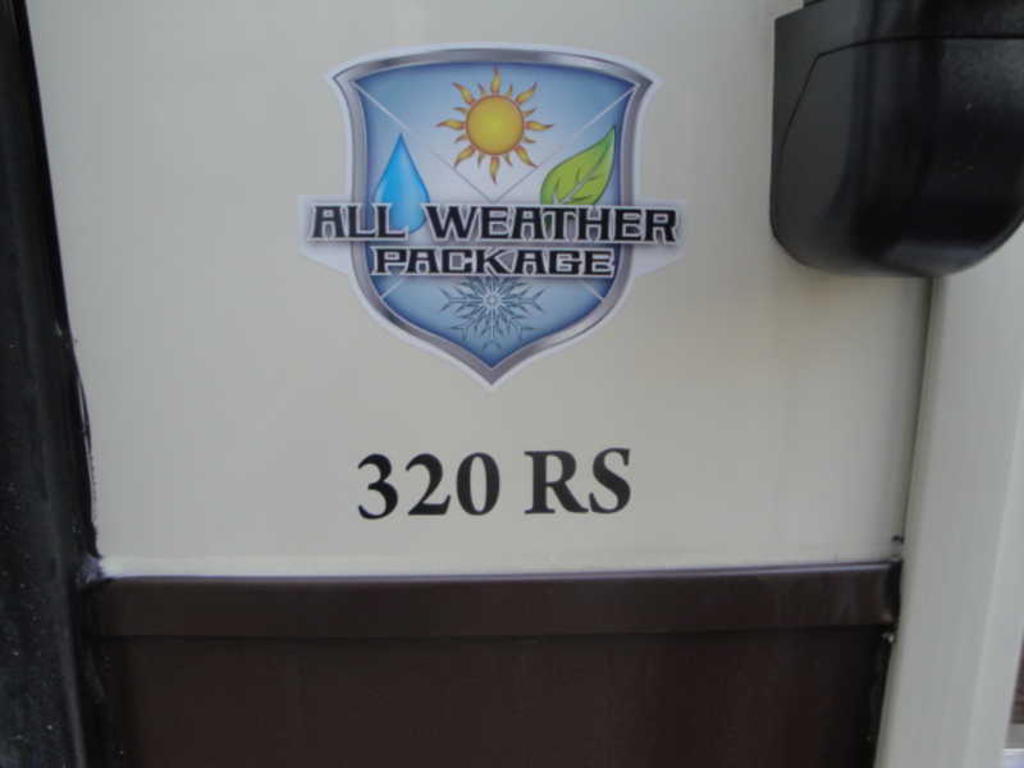 ALL WEATHER
PACKAGE
320 RS